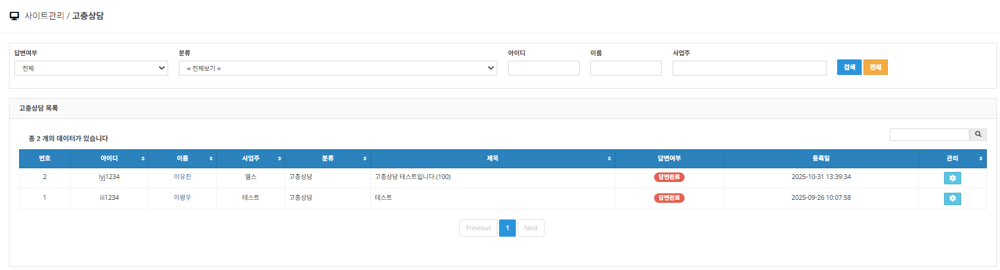 사이트관리 / 고충상담
답변여부 분류 아이디 이름 사업주
전체 = 전체보기 = 검색 전체
고충상담 목록
총 2 개의 데이터가 있습니다
번호 아이디 이름 사업주 분류 제목 답변여부 등록일 관리
2 lyj1234 이유진 웰스 고충상담 고충상담 테스트입니다.(100) 답변완료 2025-10-31 13:39:34
1 iii1234 이왕우 테스트 고충상담 테스트 답변완료 2025-09-26 10:07:58
Previous 1 Next